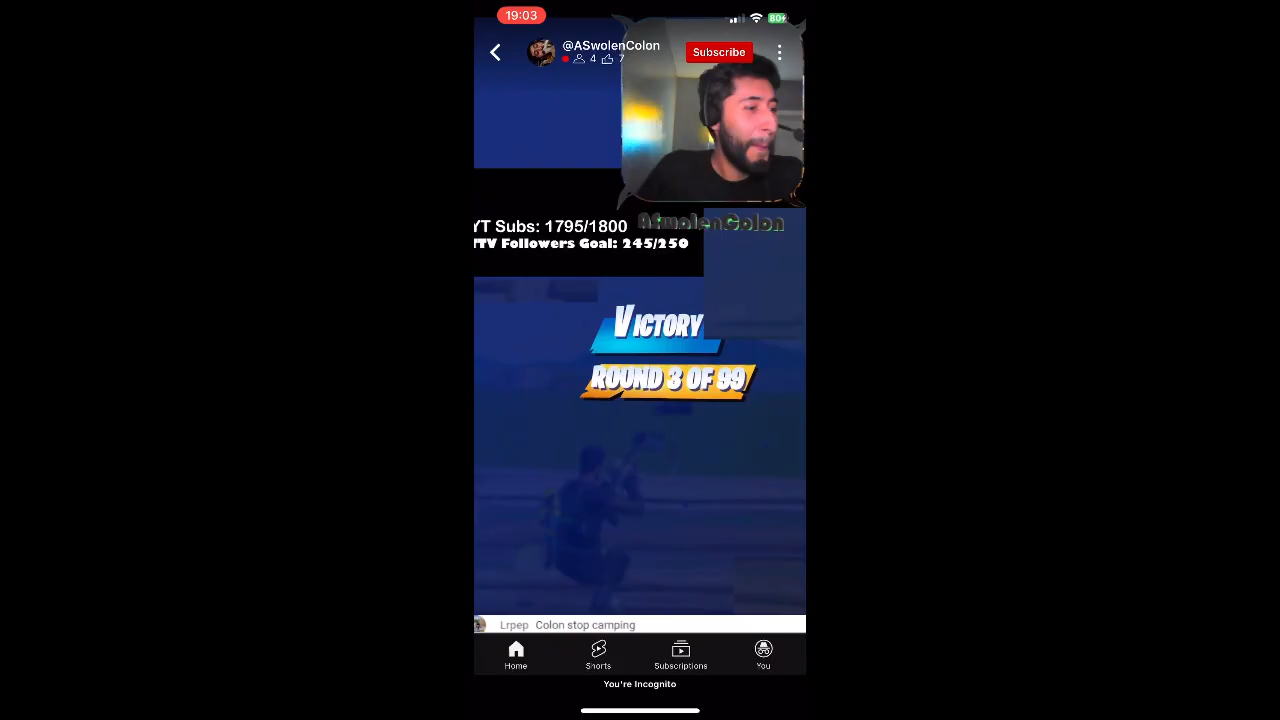 19:03
80
@ASwolenColon
4 7
Subscribe
YT Subs: 1795/1800
TTV Followers Goal: 245/250
ASwolenColon
VICTORY
ROUND 3 OF 99
Lrpep Colon stop camping
Home
Shorts
Subscriptions
You
You're Incognito